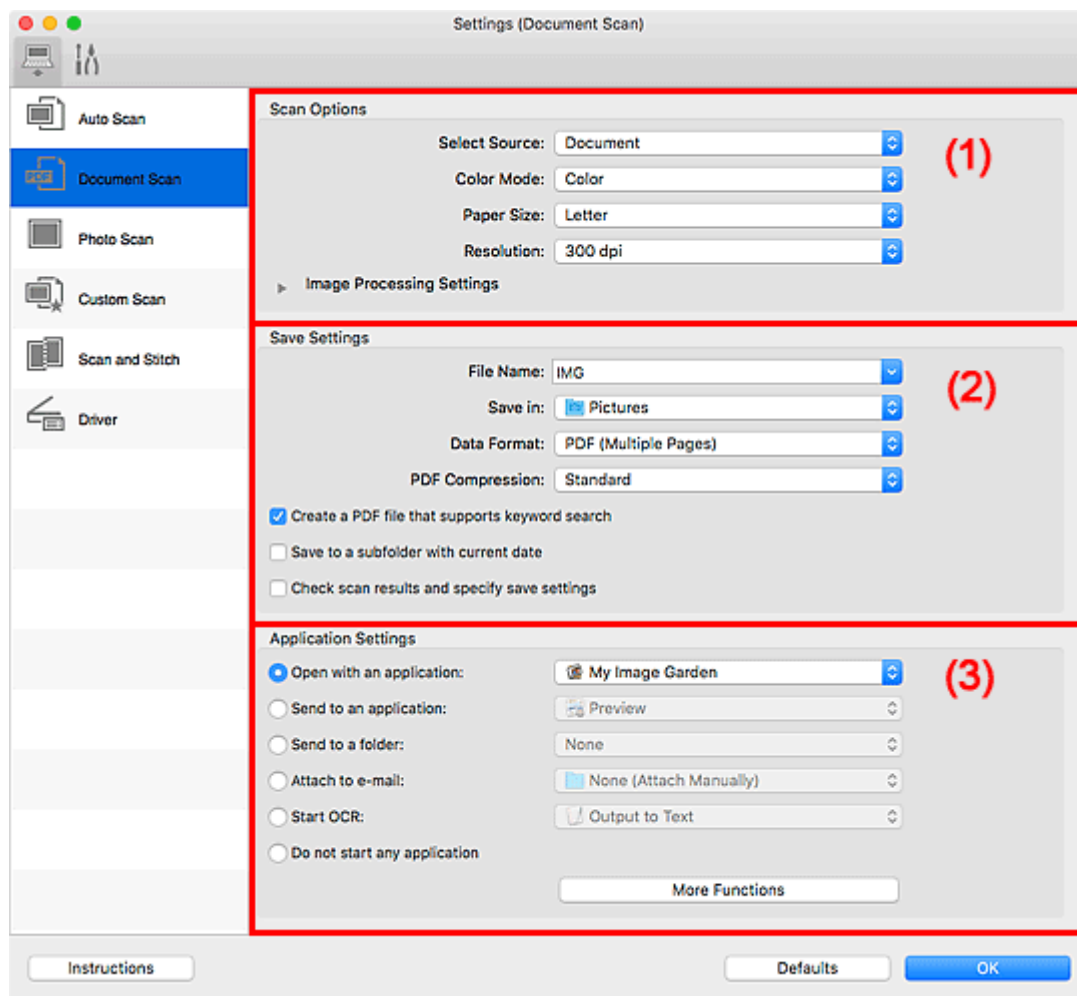 Settings (Document Scan)
Auto Scan
PDF Document Scan
Photo Scan
Custom Scan
Scan and Stitch
Driver
Scan Options
(1)
Select Source: Document
Color Mode: Color
Paper Size: Letter
Resolution: 300 dpi
Image Processing Settings
Save Settings
(2)
File Name: IMG
Save in: Pictures
Data Format: PDF (Multiple Pages)
PDF Compression: Standard
Create a PDF file that supports keyword search
Save to a subfolder with current date
Check scan results and specify save settings
Application Settings
(3)
Open with an application: My Image Garden
Send to an application: Preview
Send to a folder: None
Attach to e-mail: None (Attach Manually)
Start OCR: Output to Text
Do not start any application
More Functions
Instructions Defaults OK